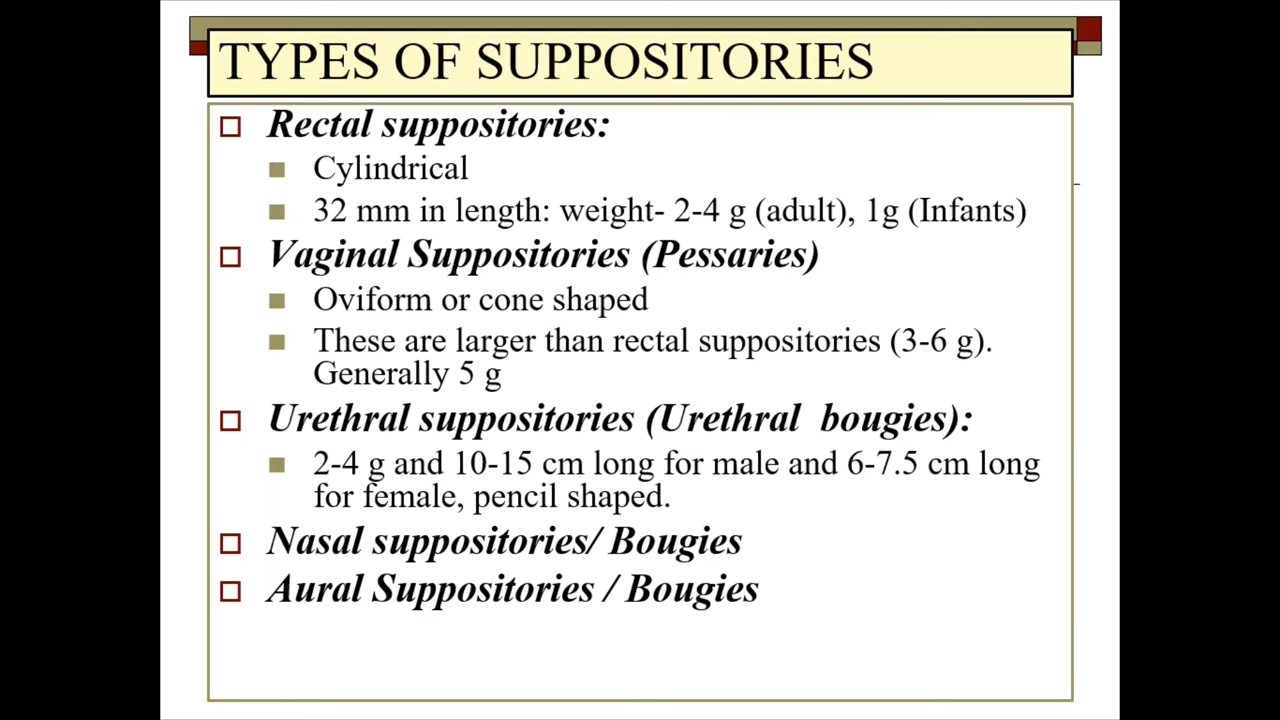 TYPES OF SUPPOSITORIES
Rectal suppositories:
Cylindrical
32 mm in length: weight- 2-4 g (adult), 1g (Infants)
Vaginal Suppositories (Pessaries)
Oviform or cone shaped
These are larger than rectal suppositories (3-6 g).
Generally 5 g
Urethral suppositories (Urethral  bougies):
2-4 g and 10-15 cm long for male and 6-7.5 cm long
for female, pencil shaped.
Nasal suppositories/ Bougies
Aural Suppositories / Bougies